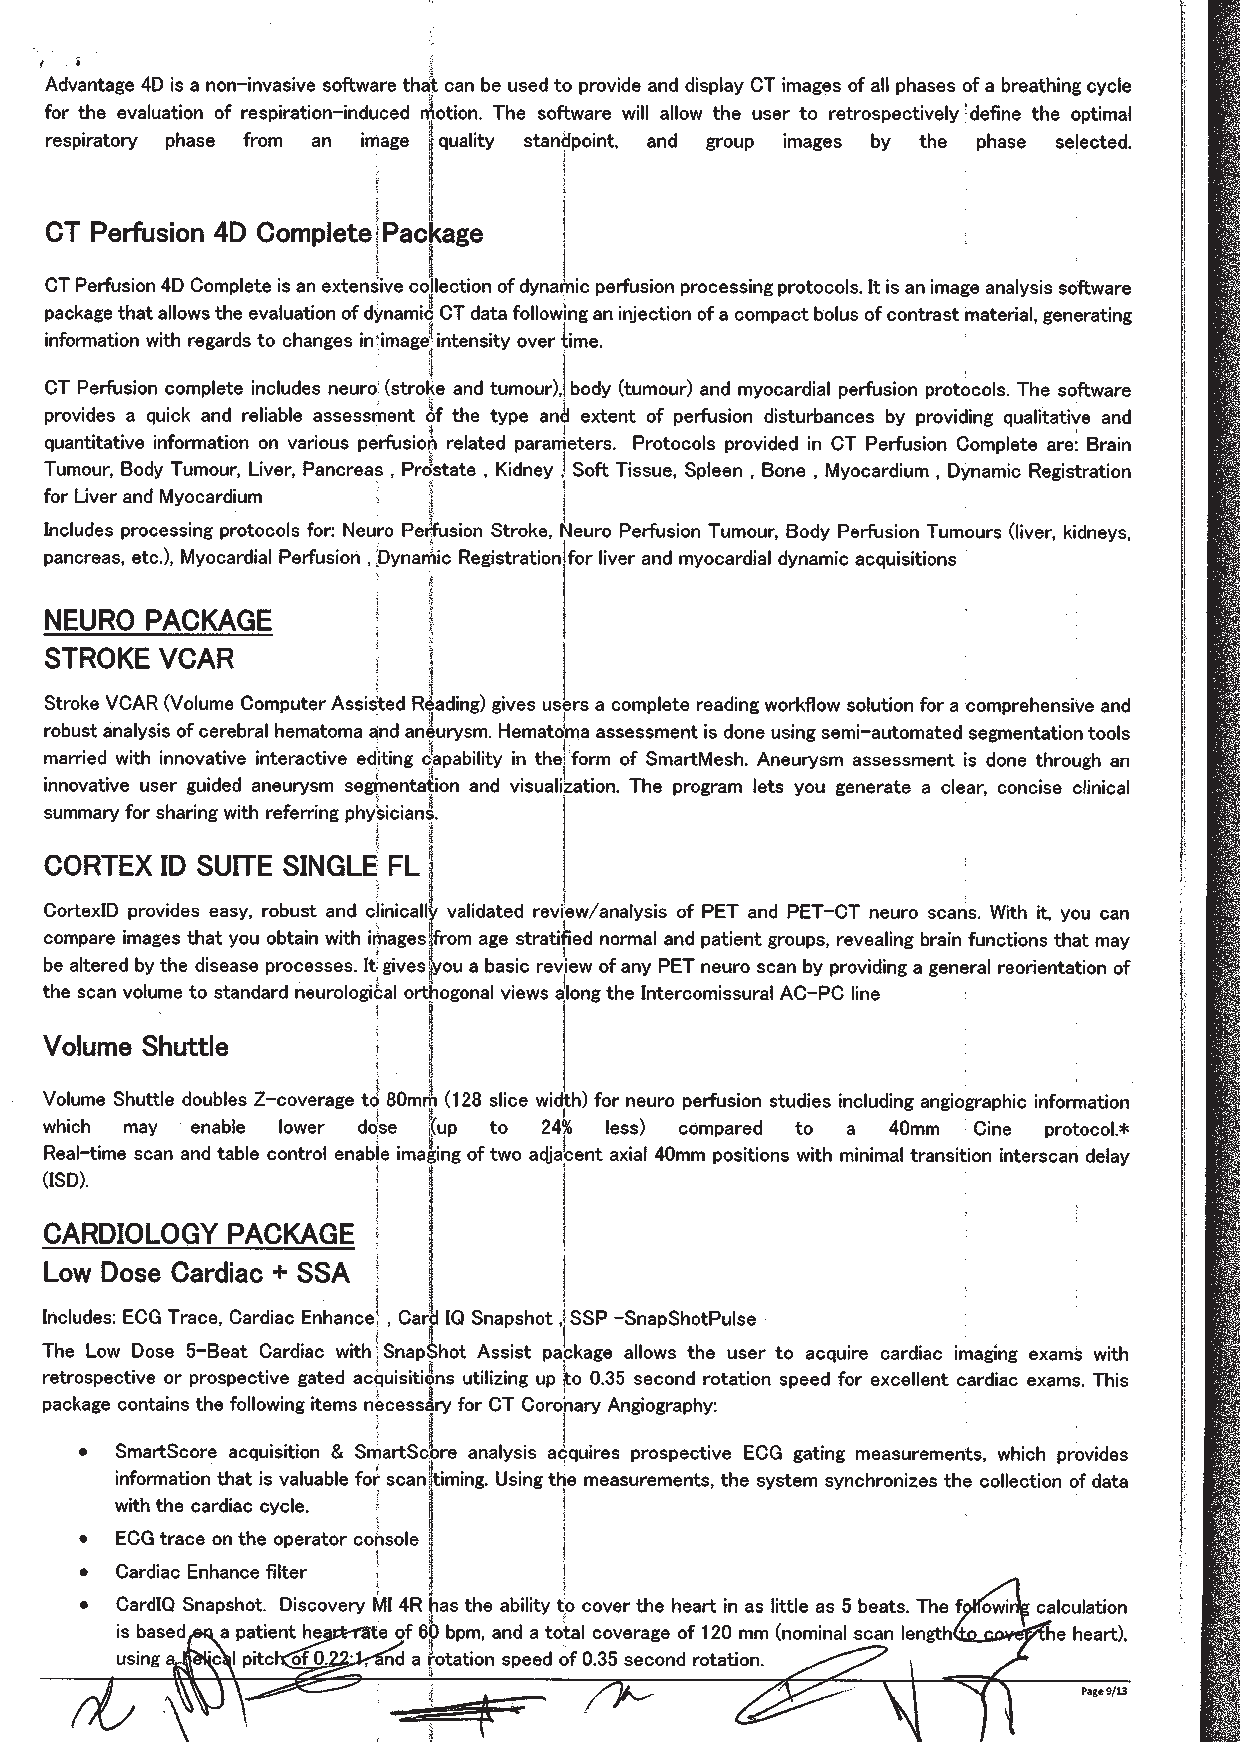 Advantage 4D is a non-invasive software that can be used to provide and display CT images of all phases of a breathing cycle
for the evaluation of respiration-induced motion. The software will allow the user to retrospectively define the optimal
respiratory phase from an image quality standpoint, and group images by the phase selected.
CT Perfusion 4D Complete Package
CT Perfusion 4D Complete is an extensive collection of dynamic perfusion processing protocols. It is an image analysis software
package that allows the evaluation of dynamic CT data following an injection of a compact bolus of contrast material, generating
information with regards to changes in image intensity over time.
CT Perfusion complete includes neuro (stroke and tumour), body (tumour) and myocardial perfusion protocols. The software
provides a quick and reliable assessment of the type and extent of perfusion disturbances by providing qualitative and
quantitative information on various perfusion related parameters. Protocols provided in CT Perfusion Complete are: Brain
Tumour, Body Tumour, Liver, Pancreas , Prostate , Kidney , Soft Tissue, Spleen , Bone , Myocardium , Dynamic Registration
for Liver and Myocardium
Includes processing protocols for: Neuro Perfusion Stroke, Neuro Perfusion Tumour, Body Perfusion Tumours (liver, kidneys,
pancreas, etc.), Myocardial Perfusion , Dynamic Registration for liver and myocardial dynamic acquisitions
NEURO PACKAGE
STROKE VCAR
Stroke VCAR (Volume Computer Assisted Reading) gives users a complete reading workflow solution for a comprehensive and
robust analysis of cerebral hematoma and aneurysm. Hematoma assessment is done using semi-automated segmentation tools
married with innovative interactive editing capability in the form of SmartMesh. Aneurysm assessment is done through an
innovative user guided aneurysm segmentation and visualization. The program lets you generate a clear, concise clinical
summary for sharing with referring physicians.
CORTEX ID SUITE SINGLE FL
CortexID provides easy, robust and clinically validated review/analysis of PET and PET-CT neuro scans. With it, you can
compare images that you obtain with images from age stratified normal and patient groups, revealing brain functions that may
be altered by the disease processes. It gives you a basic review of any PET neuro scan by providing a general reorientation of
the scan volume to standard neurological orthogonal views along the Intercomissural AC-PC line
Volume Shuttle
Volume Shuttle doubles Z-coverage to 80mm (128 slice width) for neuro perfusion studies including angiographic information
which may enable lower dose (up to 24% less) compared to a 40mm Cine protocol.*
Real-time scan and table control enable imaging of two adjacent axial 40mm positions with minimal transition interscan delay
(ISD).
CARDIOLOGY PACKAGE
Low Dose Cardiac + SSA
Includes: ECG Trace, Cardiac Enhance , Card IQ Snapshot , SSP -SnapShotPulse
The Low Dose 5-Beat Cardiac with SnapShot Assist package allows the user to acquire cardiac imaging exams with
retrospective or prospective gated acquisitions utilizing up to 0.35 second rotation speed for excellent cardiac exams. This
package contains the following items necessary for CT Coronary Angiography:
• SmartScore acquisition & SmartScore analysis acquires prospective ECG gating measurements, which provides
information that is valuable for scan timing. Using the measurements, the system synchronizes the collection of data
with the cardiac cycle.
• ECG trace on the operator console
• Cardiac Enhance filter
• CardIQ Snapshot. Discovery MI 4R has the ability to cover the heart in as little as 5 beats. The following calculation
is based on a patient heart rate of 60 bpm, and a total coverage of 120 mm (nominal scan length to cover the heart),
using a helical pitch of 0.22:1, and a rotation speed of 0.35 second rotation.
Page 9/13